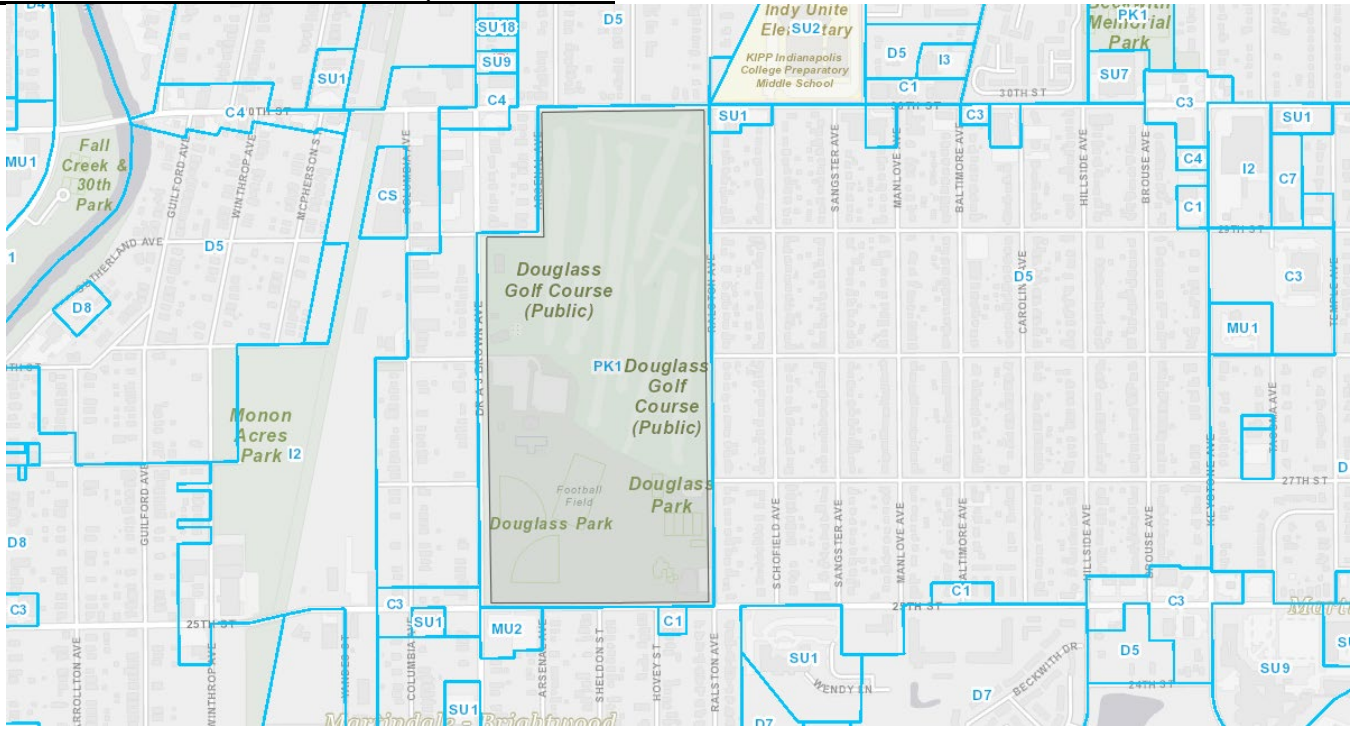 D4
SU18
D5
Indy Unite
Elementary
SU2
KIPP Indianapolis
College Preparatory
Middle School
D5
I3
C1
PK1
Memorial
Park
SU7
SU1
SU9
C4
C4
30TH ST
C3
C3
SU1
SU1
MU1
Fall
Creek &
30th
Park
GUILFORD AVE
WINTHROP AVE
MCPHERSON ST
CS
COLUMBIA AVE
ARSENAL AVE
SANGSTER AVE
MANLOVE AVE
BALTIMORE AVE
HILLSIDE AVE
BROUSE AVE
C4
C1
I2
C7
29TH ST
1
SUTHERLAND AVE
D5
D8
Douglass
Golf Course
(Public)
DR A J BROWN AVE
RALSTON AVE
CAROLINE AVE
D5
C3
TEMPLE AVE
MU1
PK1
Douglass
Golf
Course
(Public)
Monon
Acres
Park
I2
KEYSTONE AVE
TACOMA AVE
D
27TH ST
Football
Field
Douglass
Park
Douglass Park
GUILFORD AVE
D8
SCHOFIELD AVE
SANGSTER AVE
MANLOVE AVE
BALTIMORE AVE
HILLSIDE AVE
BROUSE AVE
C3
25TH ST
C3
SU1
MU2
C1
C1
25TH ST
C3
WINTHROP AVE
VANDES ST
COLUMBIA AVE
ARSENAL AVE
SHELDON ST
HOVEY ST
RALSTON AVE
SU1
WENDY LN
D7
BECKWITH DR
D5
24TH ST
SU9
SU1
Martindale - Brightwood
D7